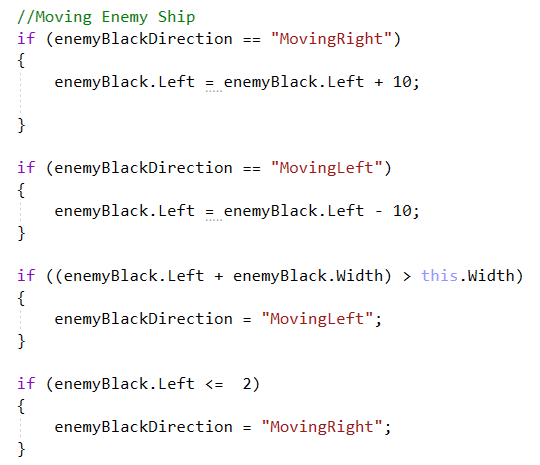 //Moving Enemy Ship
if (enemyBlackDirection == "MovingRight")
{
    enemyBlack.Left = enemyBlack.Left + 10;

}

if (enemyBlackDirection == "MovingLeft")
{
    enemyBlack.Left = enemyBlack.Left - 10;
}

if ((enemyBlack.Left + enemyBlack.Width) > this.Width)
{
    enemyBlackDirection = "MovingLeft";
}

if (enemyBlack.Left <=  2)
{
    enemyBlackDirection = "MovingRight";
}